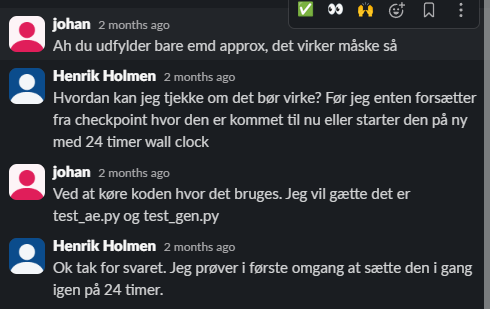 johan 2 months ago
Ah du udfylder bare emd approx, det virker måske så
Henrik Holmen 2 months ago
Hvordan kan jeg tjekke om det bør virke? Før jeg enten forsætter
fra checkpoint hvor den er kommet til nu eller starter den på ny
med 24 timer wall clock
johan 2 months ago
Ved at køre koden hvor det bruges. Jeg vil gætte det er
test_ae.py og test_gen.py
Henrik Holmen 2 months ago
Ok tak for svaret. Jeg prøver i første omgang at sætte den i gang
igen på 24 timer.